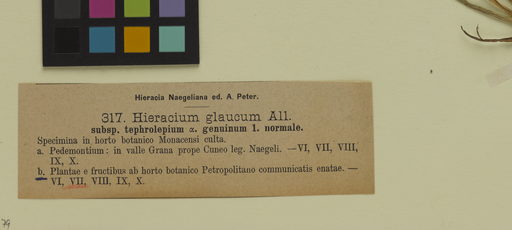 Hieracia Naegeliana ed. A. Peter.
317. Hieracium glaucum All.
subsp. tephrolepium α. genuinum 1. normale.
Specimina in horto botanico Monacensi culta.
a. Pedemontium: in valle Grana prope Cuneo leg. Naegeli. —VI, VII, VIII,
IX, X.
b. Plantae e fructibus ab horto botanico Petropolitano communicatis enatae. —
VI, VII, VIII, IX, X.
79